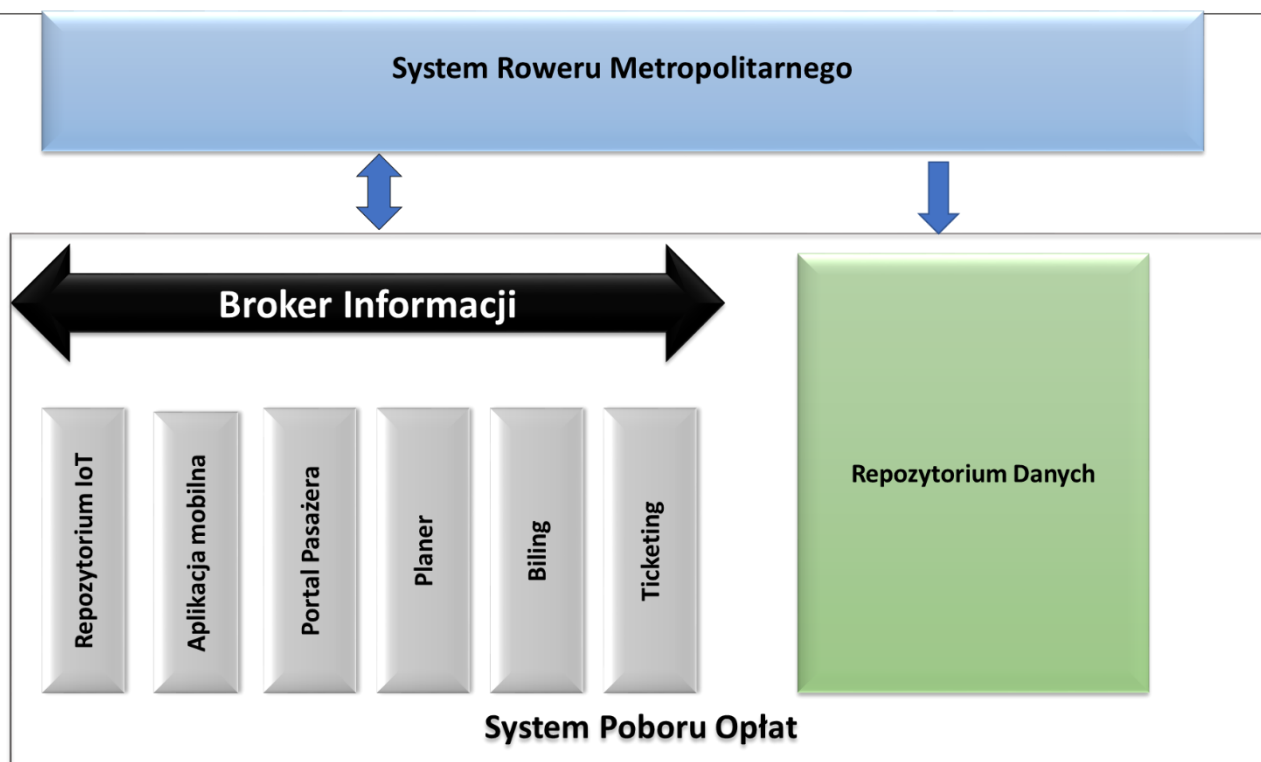 System Roweru Metropolitarnego
Broker Informacji
Repozytorium IoT
Aplikacja mobilna
Portal Pasażera
Planer
Biling
Ticketing
Repozytorium Danych
System Poboru Opłat